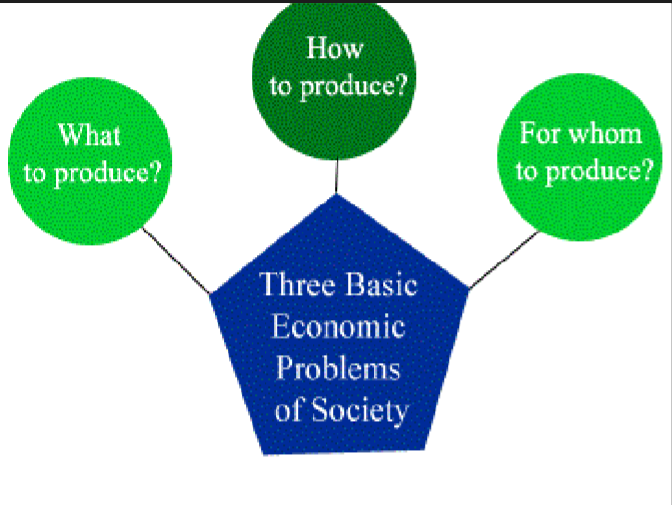 How
to produce?
What
to produce?
For whom
to produce?
Three Basic
Economic
Problems
of Society